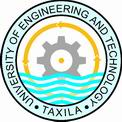 UNIVERSITY OF ENGINEERING AND TECHNOLOGY
• TAXILA •